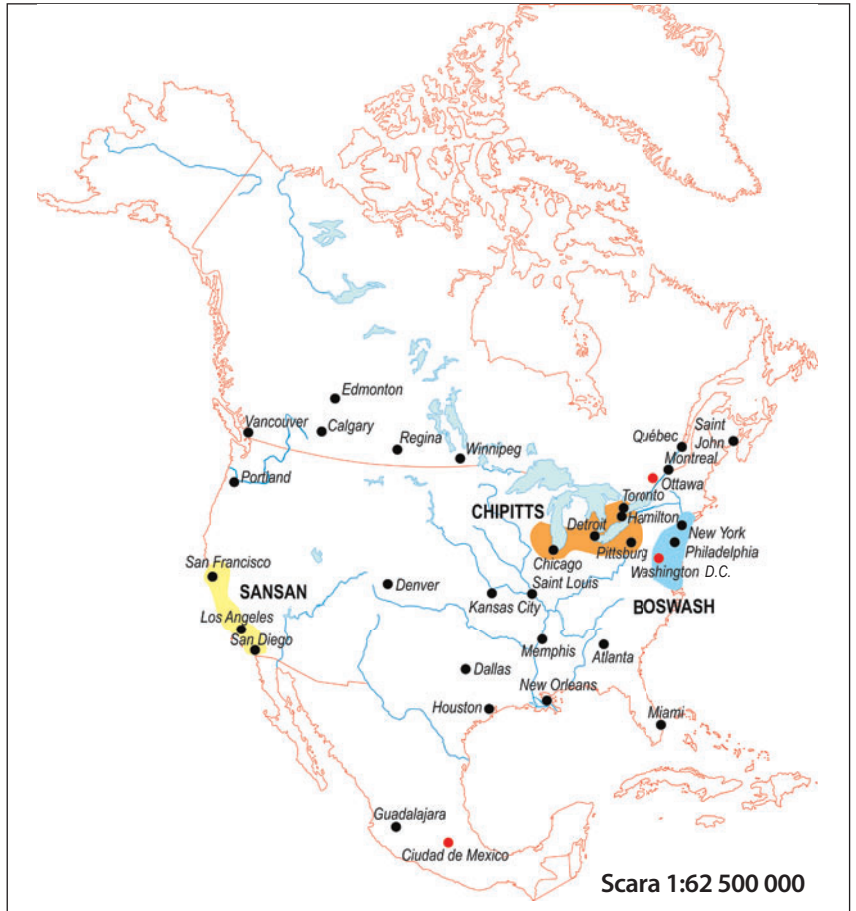 Edmonton
Vancouver
Calgary
Regina
Winnipeg
Portland
Québec
Saint
John
Montreal
Ottawa
Toronto
CHIPITTS
Hamilton
Detroit
New York
Pittsburg
Philadelphia
Chicago
Washington D.C.
San Francisco
SANSAN
Denver
Saint Louis
Kansas City
BOSWASH
Los Angeles
San Diego
Memphis
Atlanta
Dallas
New Orleans
Houston
Miami
Guadalajara
Ciudad de Mexico
Scara 1:62 500 000